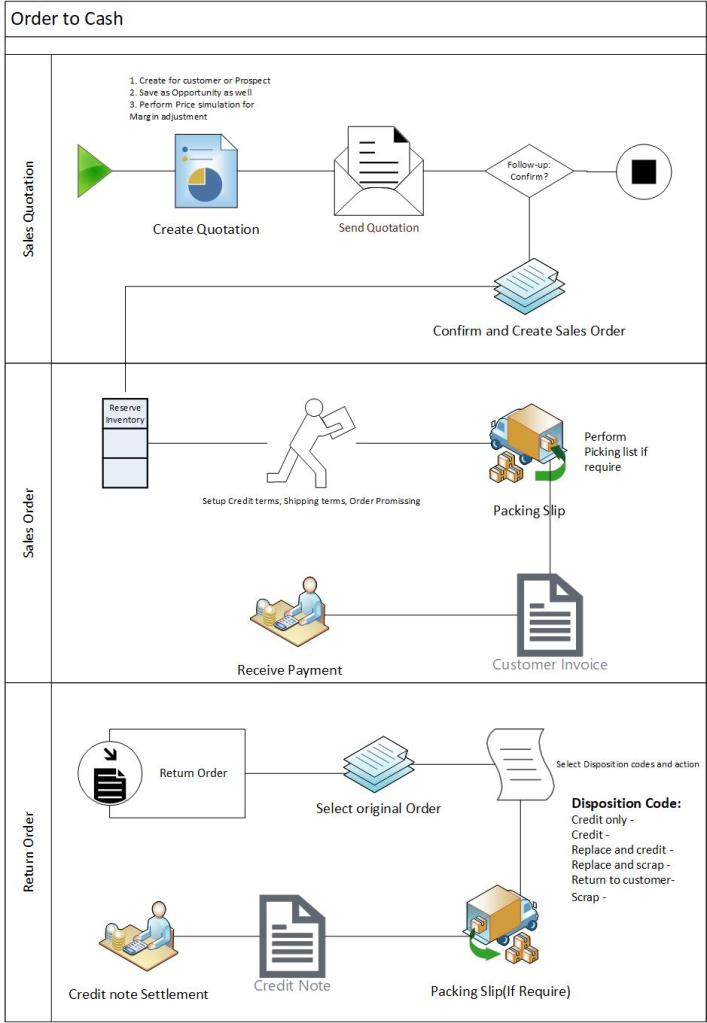 Order to Cash
Sales Quotation
1. Create for customer or Prospect
2. Save as Opportunity as well
3. Perform Price simulation for
Margin adjustment
Create Quotation
Send Quotation
Follow-up:
Confirm?
Confirm and Create Sales Order
Sales Order
Reserve
Inventory
Setup Credit terms, Shipping terms, Order Promissing
Perform
Picking list if
require
Packing Slip
Receive Payment
Customer Invoice
Return Order
Return Order
Select original Order
Select Disposition codes and action
Disposition Code:
Credit only -
Credit -
Replace and credit -
Replace and scrap -
Return to customer-
Scrap -
Credit note Settlement
Credit Note
Packing Slip(If Require)